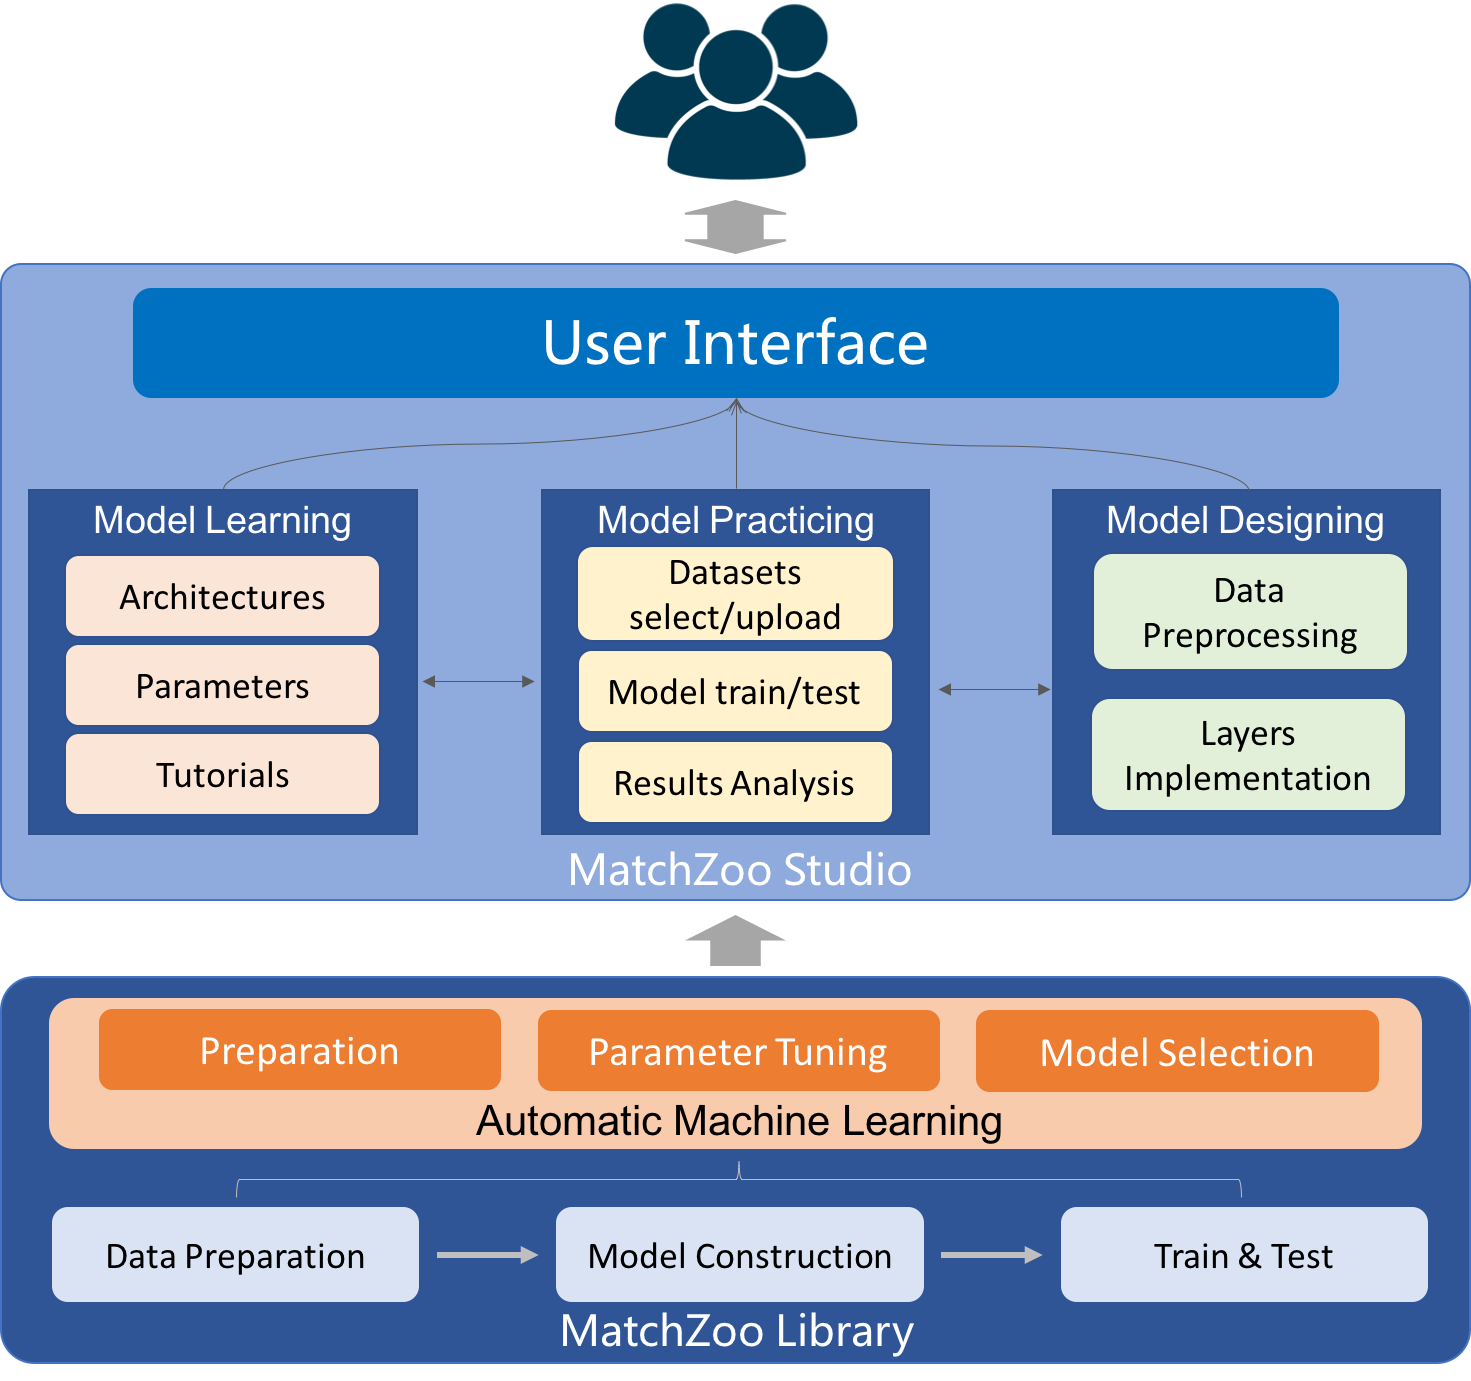 User Interface
Model Learning
Architectures
Parameters
Tutorials
Model Practicing
Datasets
select/upload
Model train/test
Results Analysis
Model Designing
Data
Preprocessing
Layers
Implementation
MatchZoo Studio
Preparation
Parameter Tuning
Model Selection
Automatic Machine Learning
Data Preparation
Model Construction
Train & Test
MatchZoo Library